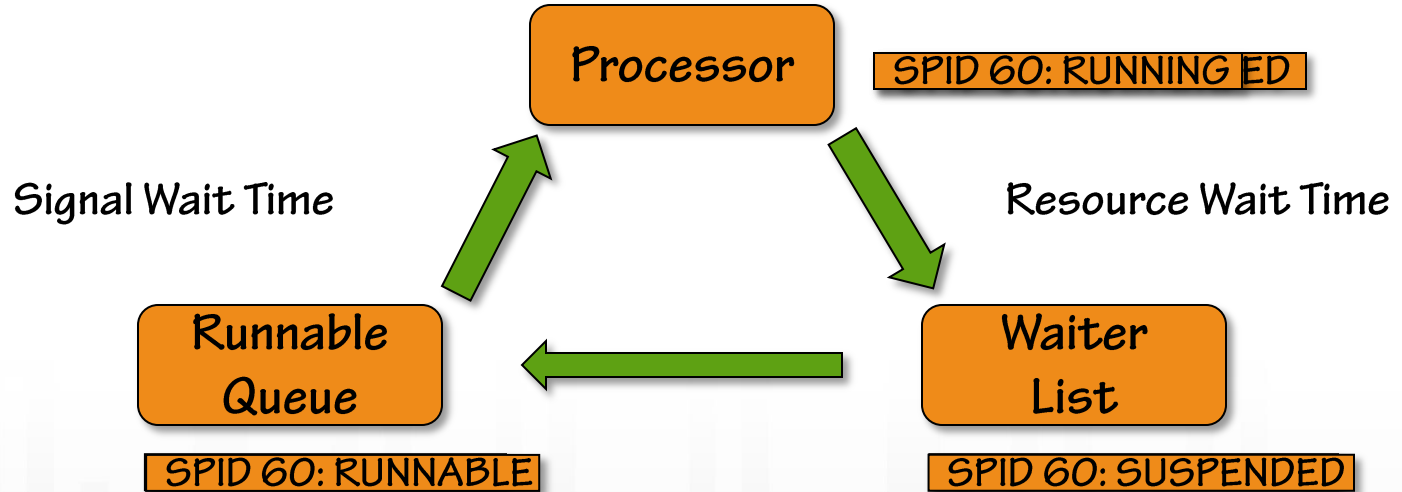 Processor
SPID 60: RUNNING ED
Signal Wait Time
Resource Wait Time
Runnable
Queue
Waiter
List
SPID 60: RUNNABLE
SPID 60: SUSPENDED